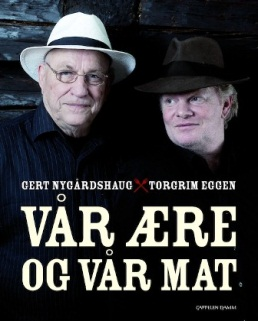 GERT NYGÅRDSHAUG X TORGRIM EGGEN
VÅR ÆRE
OG VÅR MAT
CAPPELEN DAMM